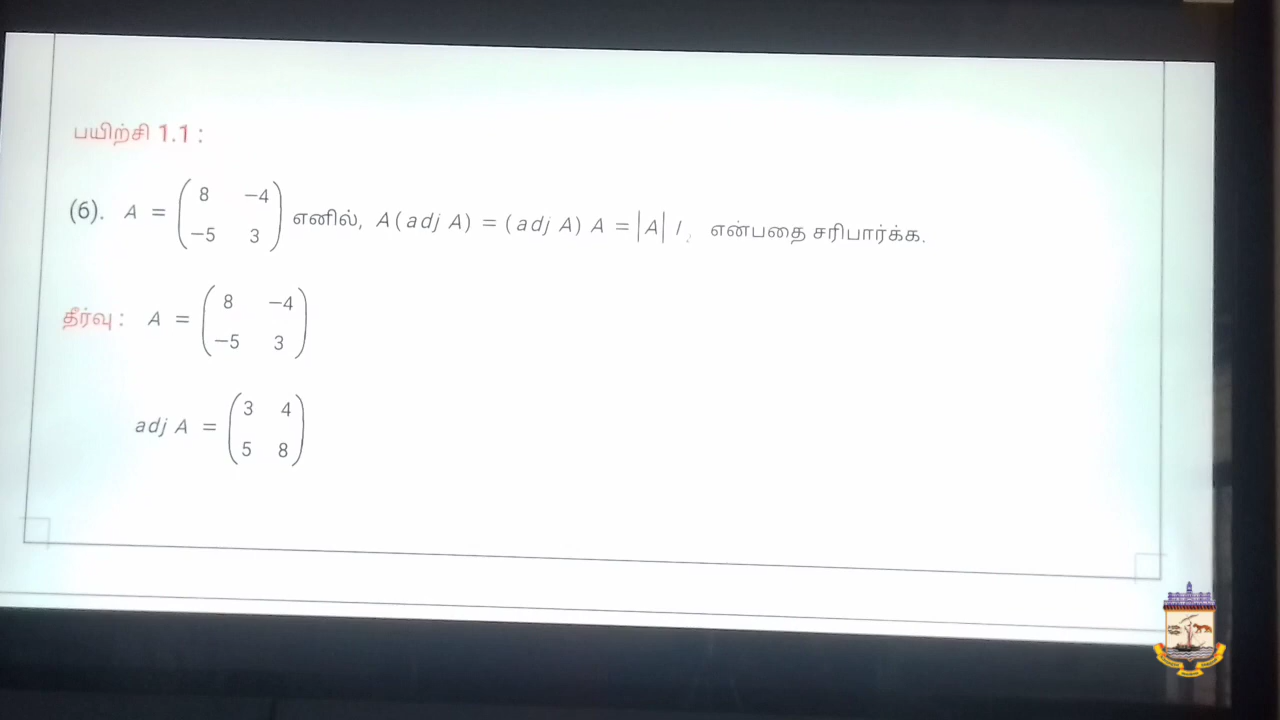 பயிற்சி 1.1 :
(6). A = ( 8 −4 −5 3 ) எனில், A(adj A) = (adj A) A = |A| I என்பதை சரிபார்க்க.
தீர்வு : A = ( 8 −4 −5 3 )
adj A = ( 3 4 5 8 )